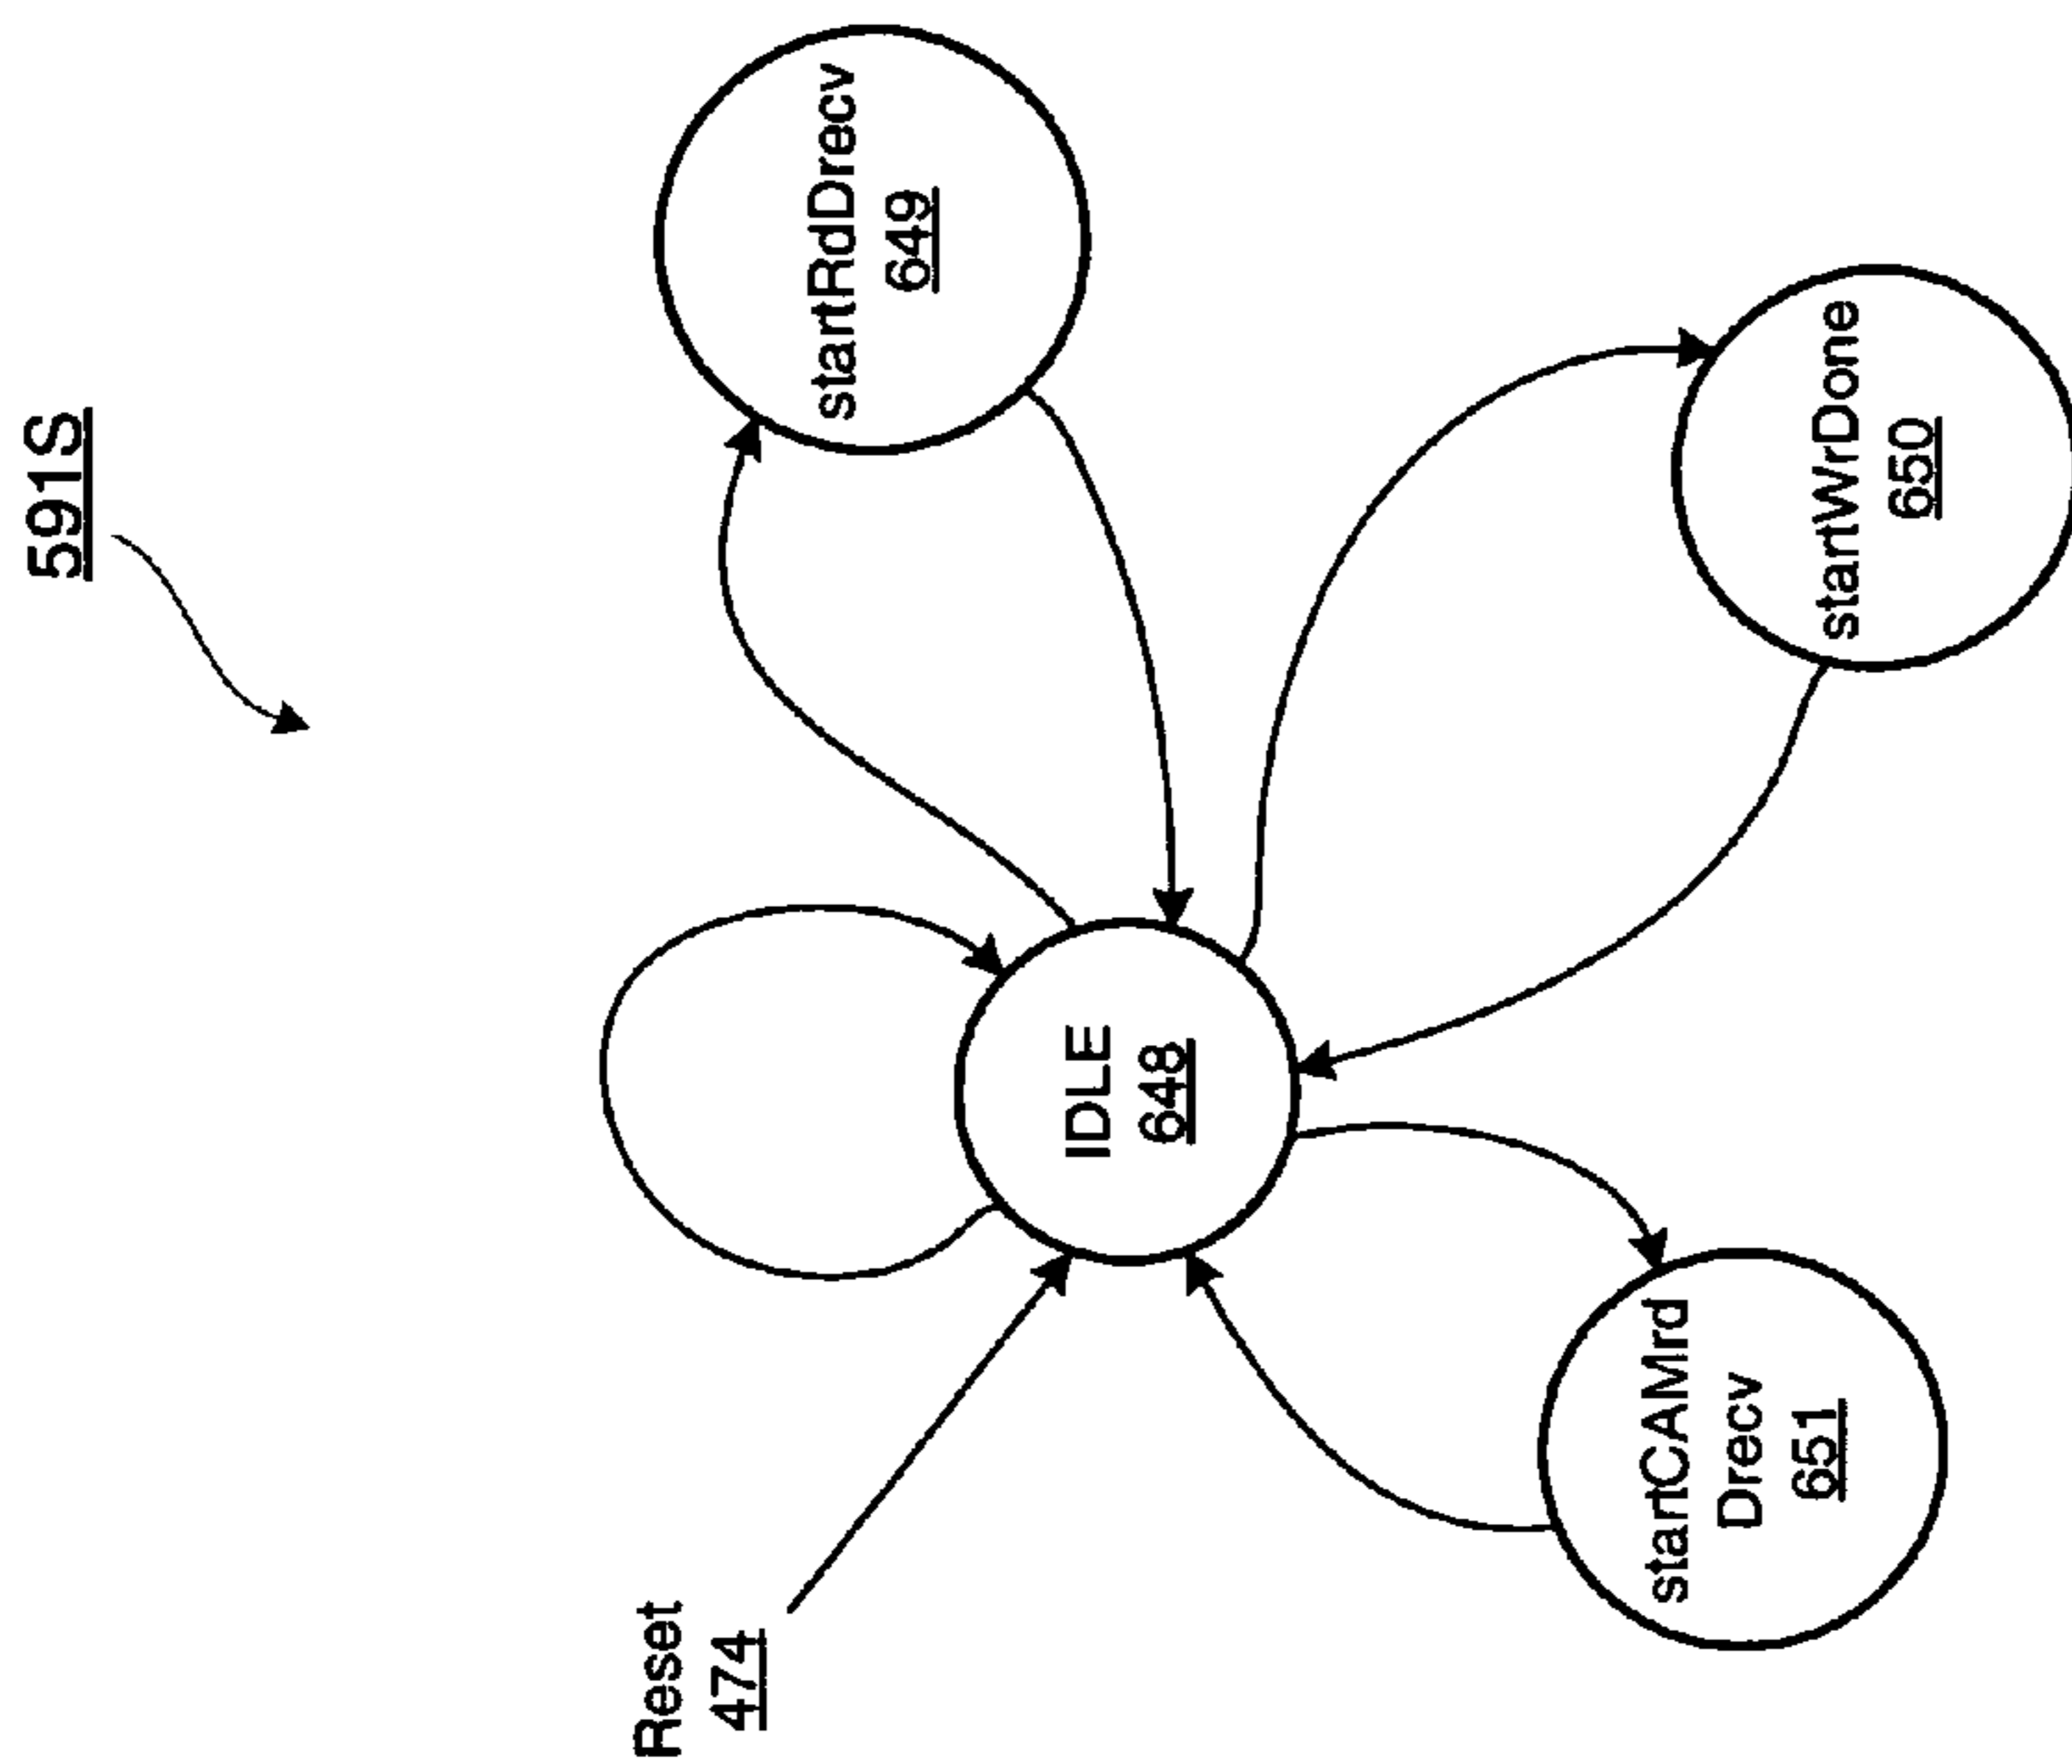 591S
Reset
474
IDLE
648
startRdDrecv
649
startWrDone
650
startCAMrd
Drecv
651